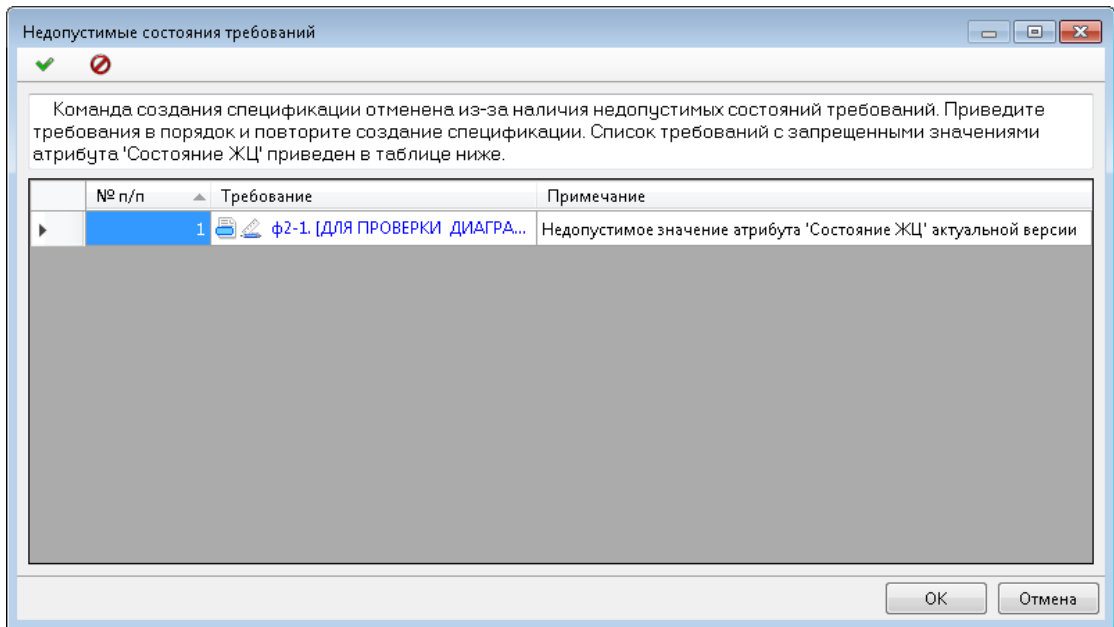 Недопустимые состояния требований
Команда создания спецификации отменена из-за наличия недопустимых состояний требований. Приведите
требования в порядок и повторите создание спецификации. Список требований с запрещенными значениями
атрибута 'Состояние ЖЦ' приведен в таблице ниже.
№ п/п Требование Примечание
1 ф2-1. [ДЛЯ ПРОВЕРКИ ДИАГРА... Недопустимое значение атрибута 'Состояние ЖЦ' актуальной версии
OK Отмена